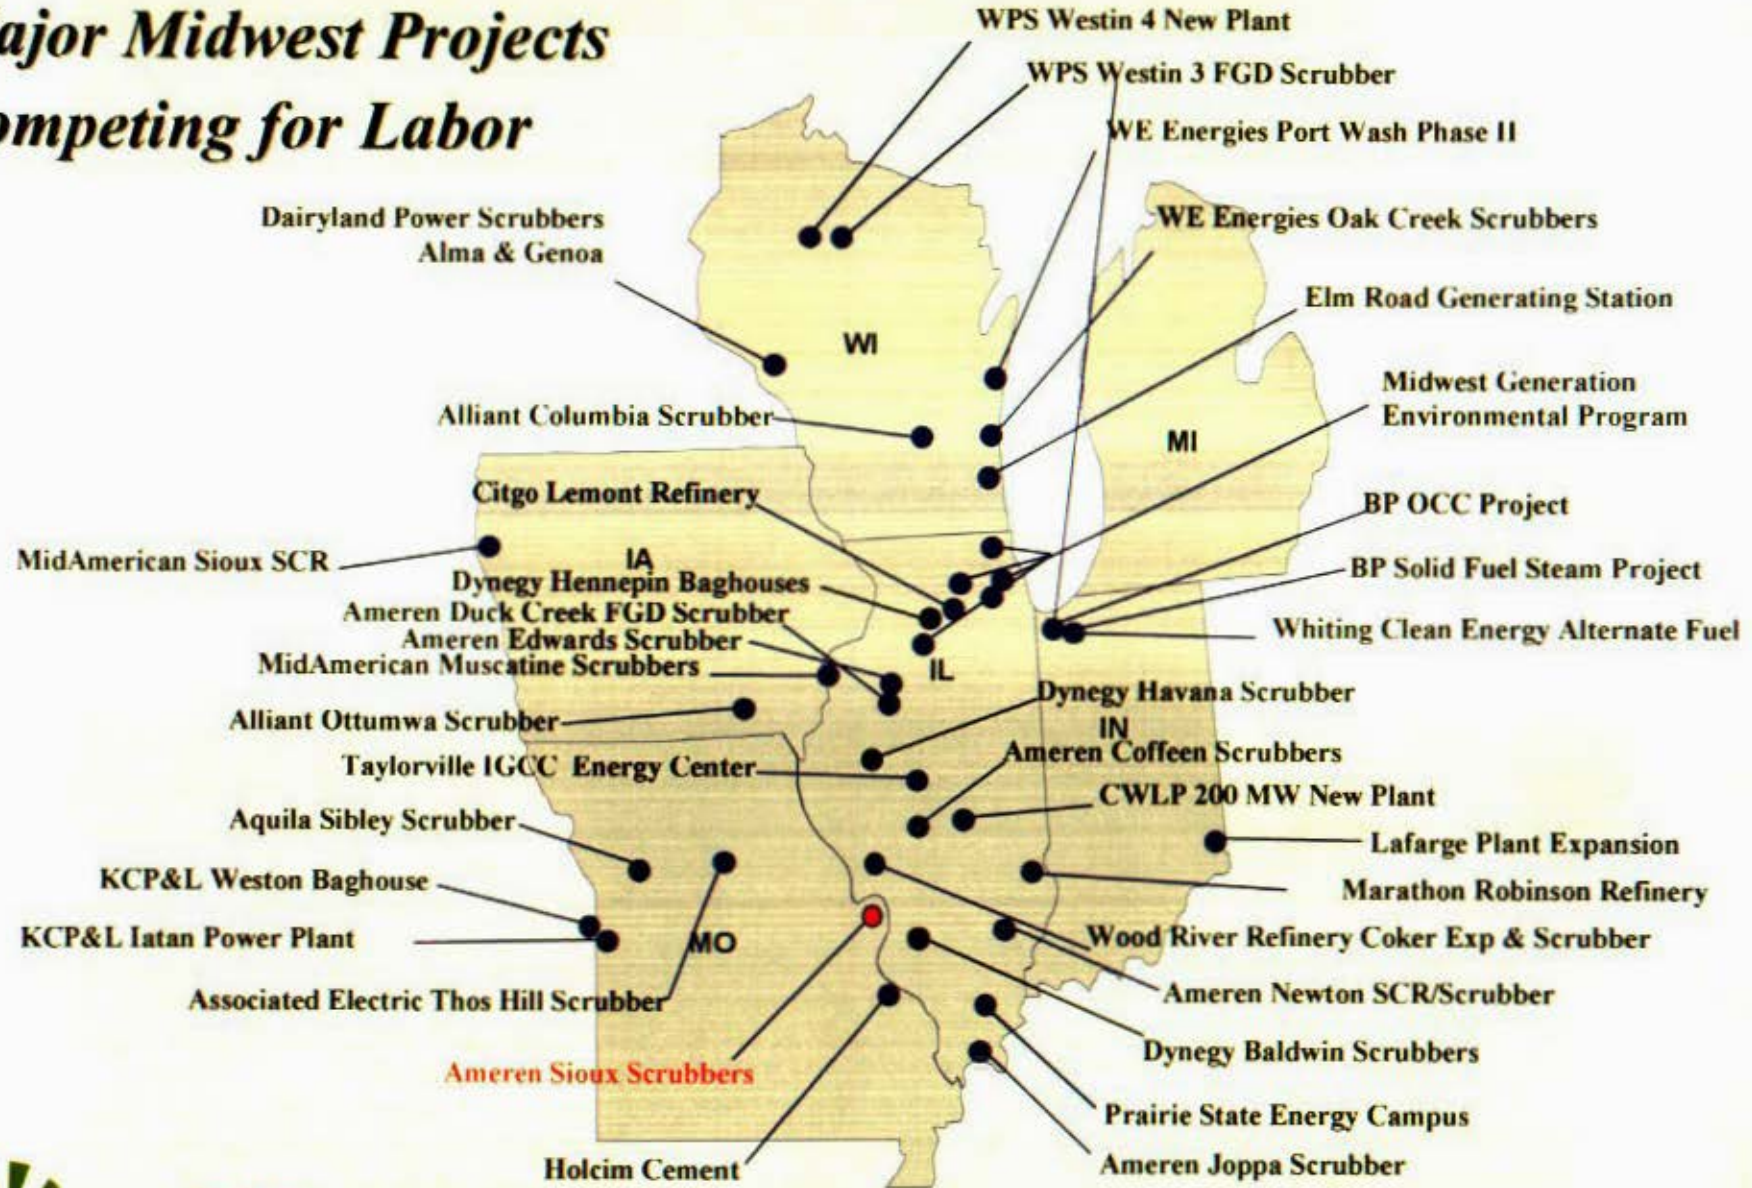 ajor Midwest Projects
ompeting for Labor
WPS Westin 4 New Plant
WPS Westin 3 FGD Scrubber
WE Energies Port Wash Phase II
Dairyland Power Scrubbers
Alma & Genoa
WE Energies Oak Creek Scrubbers
Elm Road Generating Station
WI
Midwest Generation
Environmental Program
Alliant Columbia Scrubber
MI
Citgo Lemont Refinery
BP OCC Project
MidAmerican Sioux SCR
IA
BP Solid Fuel Steam Project
Dynegy Hennepin Baghouses
Ameren Duck Creek FGD Scrubber
Whiting Clean Energy Alternate Fuel
Ameren Edwards Scrubber
MidAmerican Muscatine Scrubbers
IL
Dynegy Havana Scrubber
Alliant Ottumwa Scrubber
IN
Ameren Coffeen Scrubbers
Taylorville IGCC Energy Center
CWLP 200 MW New Plant
Aquila Sibley Scrubber
Lafarge Plant Expansion
KCP&L Weston Baghouse
Marathon Robinson Refinery
KCP&L Iatan Power Plant
MO
Wood River Refinery Coker Exp & Scrubber
Associated Electric Thos Hill Scrubber
Ameren Newton SCR/Scrubber
Dynegy Baldwin Scrubbers
Ameren Sioux Scrubbers
Prairie State Energy Campus
Holcim Cement
Ameren Joppa Scrubber